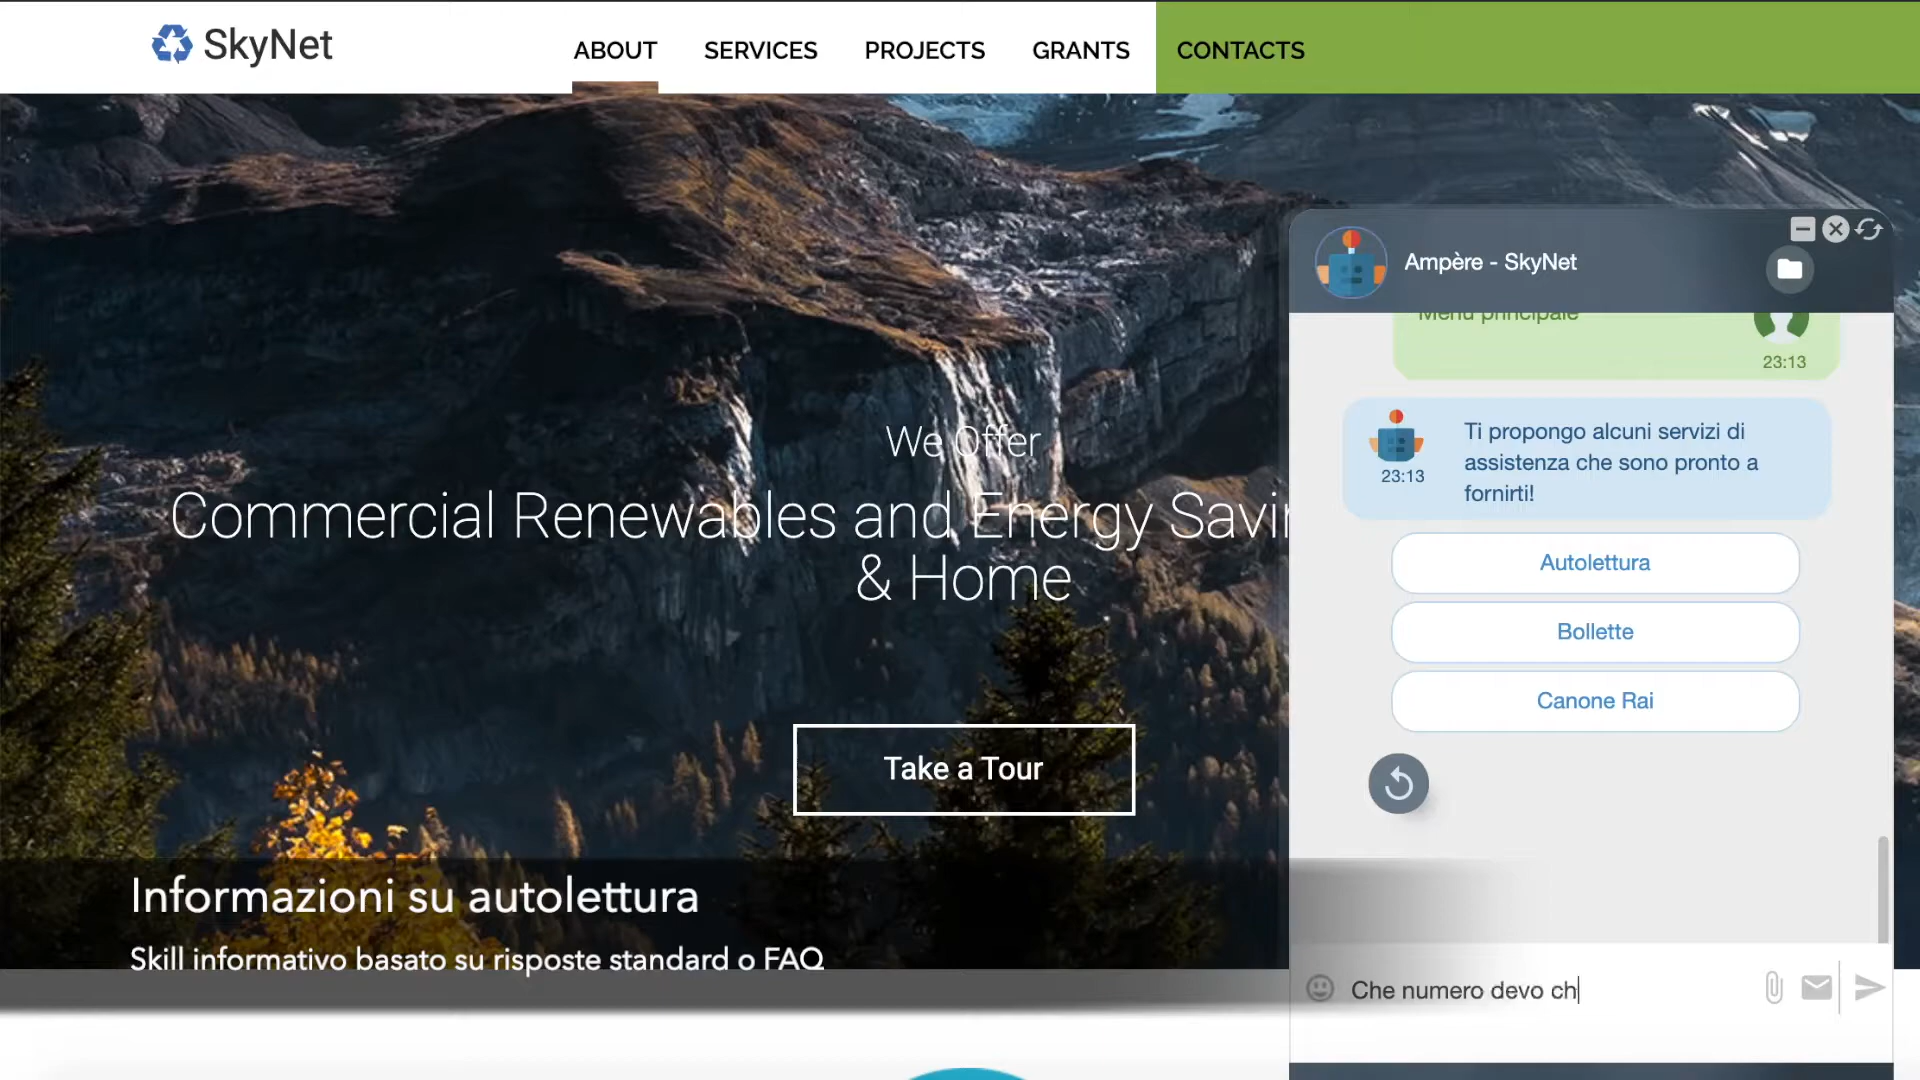 SkyNet
ABOUT
SERVICES
PROJECTS
GRANTS
CONTACTS
We Offer
Commercial Renewables and Energy
& Home
Take a Tour
Informazioni su autolettura
Skill informativo basato su risposte standard o FAQ
Ampère - SkyNet
Menù principale
23:13
Ti propongo alcuni servizi di
assistenza che sono pronto a
fornirti!
23:13
Autolettura
Bollette
Canone Rai
Che numero devo ch